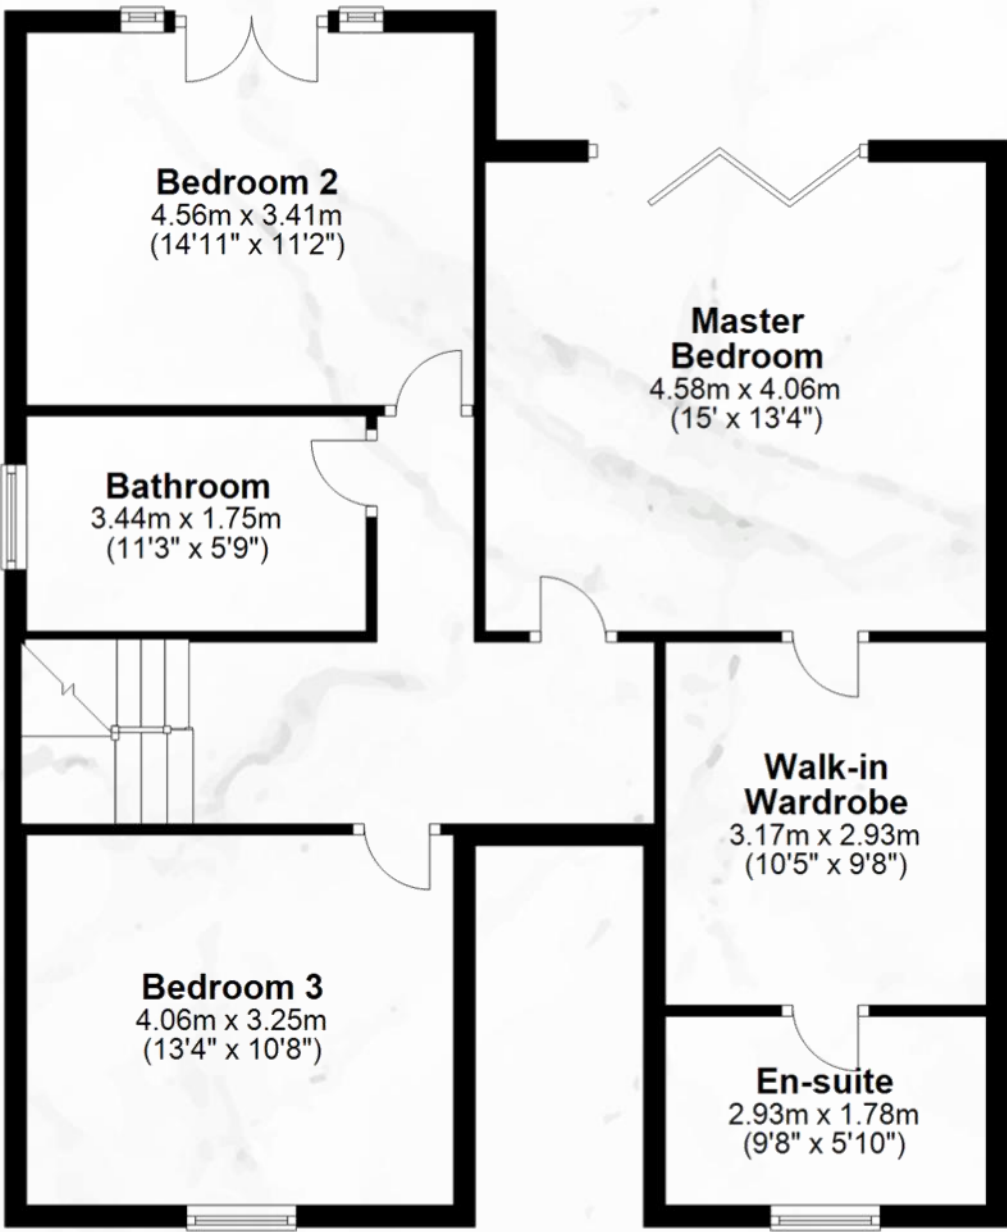 Bedroom 2
4.56m x 3.41m
(14'11" x 11'2")
Master
Bedroom
4.58m x 4.06m
(15' x 13'4")
Bathroom
3.44m x 1.75m
(11'3" x 5'9")
Walk-in
Wardrobe
3.17m x 2.93m
(10'5" x 9'8")
Bedroom 3
4.06m x 3.25m
(13'4" x 10'8")
En-suite
2.93m x 1.78m
(9'8" x 5'10")